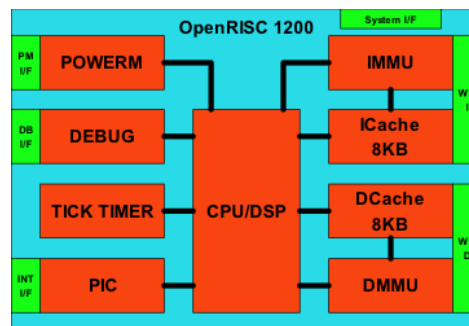 OpenRISC 1200
System I/F
PM
I/F
POWERM
IMMU
W
I
DB
I/F
DEBUG
ICache
8KB
TICK TIMER
CPU/DSP
DCache
8KB
W
D
INT
I/F
PIC
DMMU